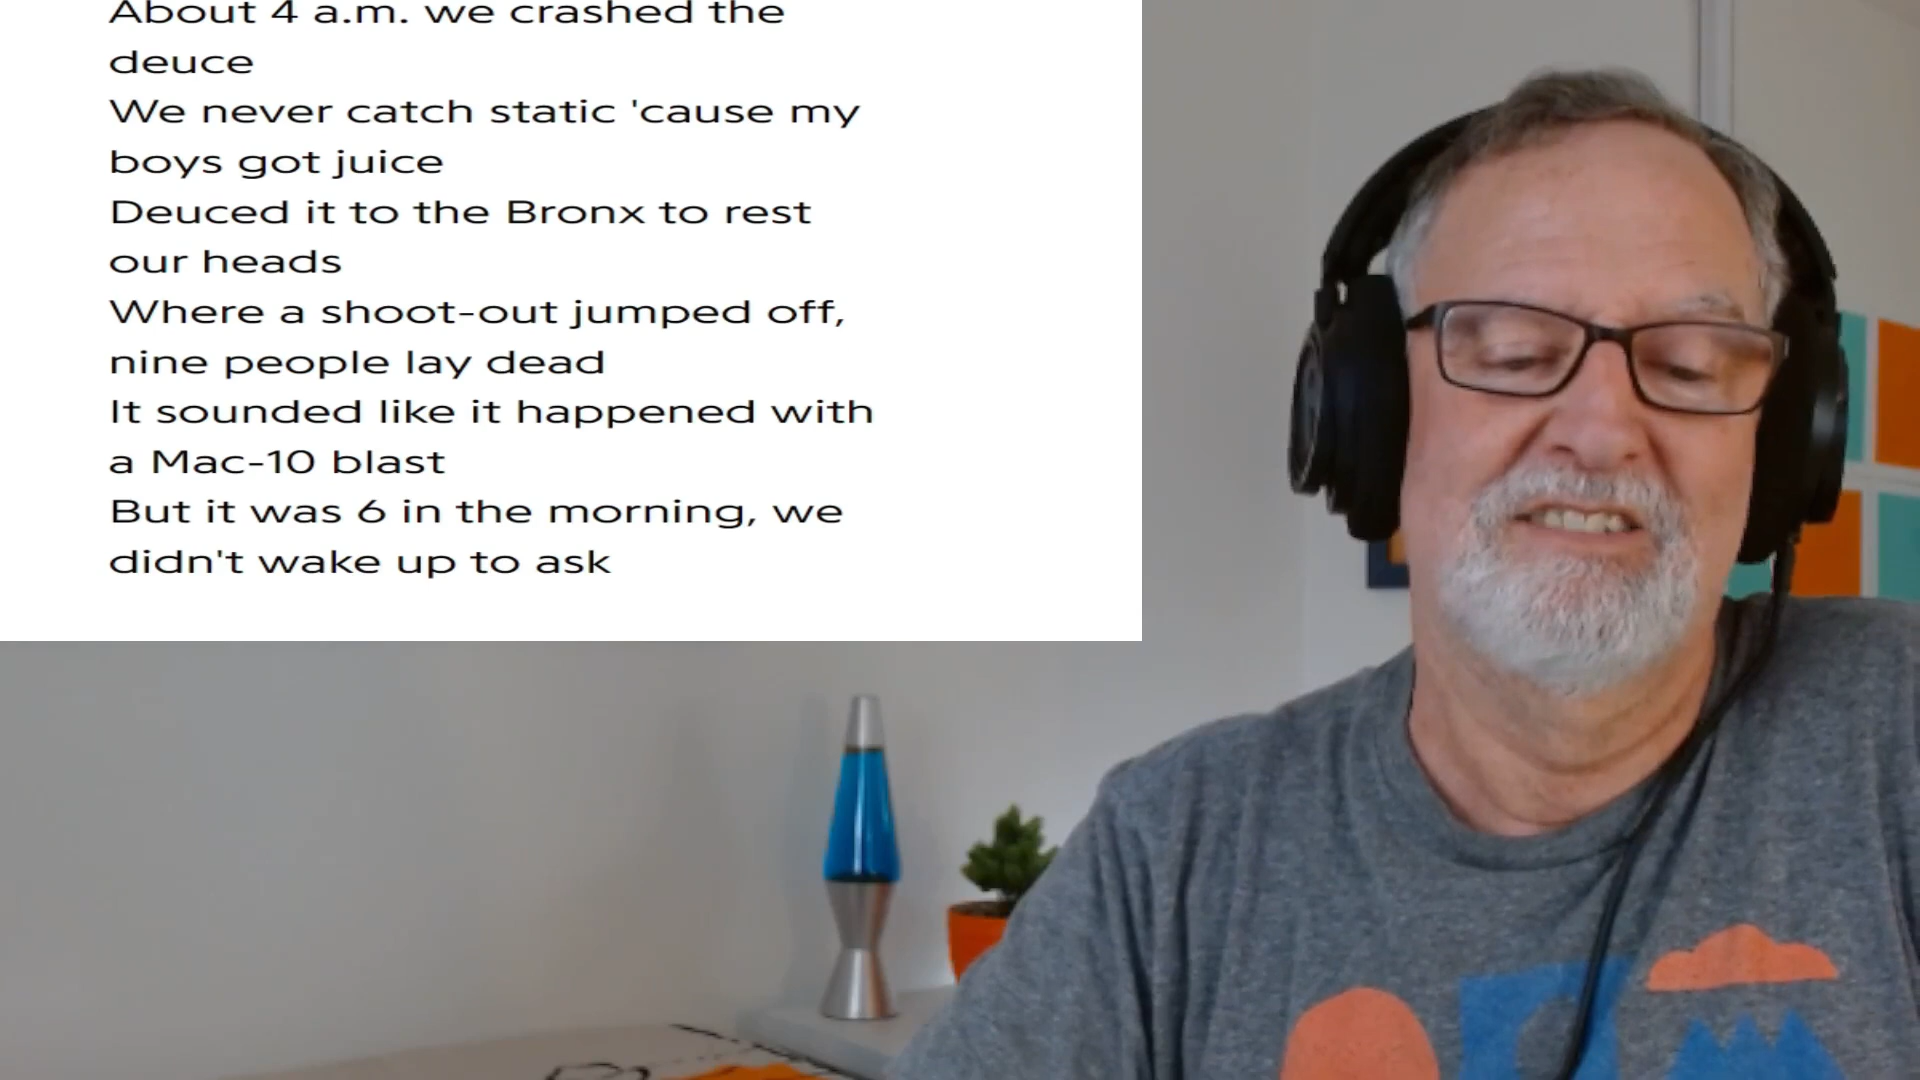 About 4 a.m. we crashed the
deuce
We never catch static 'cause my
boys got juice
Deuced it to the Bronx to rest
our heads
Where a shoot-out jumped off,
nine people lay dead
It sounded like it happened with
a Mac-10 blast
But it was 6 in the morning, we
didn't wake up to ask